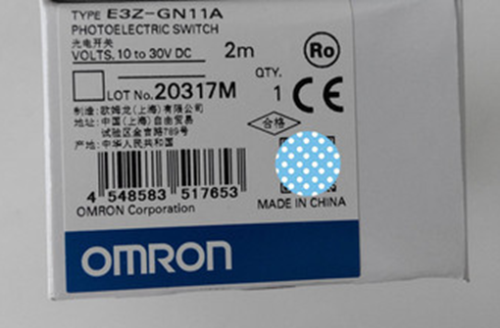 TYPE E3Z-GN11A
PHOTOELECTRIC SWITCH
光电开关
VOLTS. 10 to 30V DC 2m
Ro
QTY.
LOT No. 20317M 1 CE
制造: 欧姆龙(上海)有限公司
地址: 中国(上海)自由贸易
试验区金吉路789号
产地: 中华人民共和国
合格
4 548583 517653
OMRON Corporation
MADE IN CHINA
OMRON